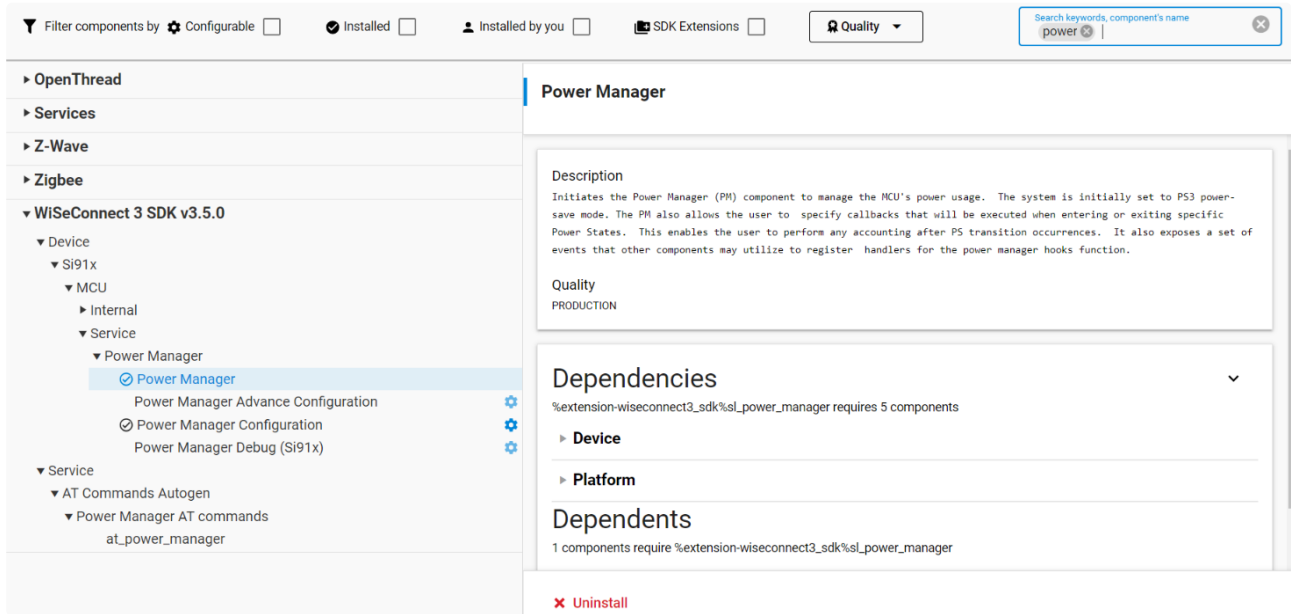 Filter components by Configurable Installed Installed by you SDK Extensions Quality
Search keywords, component's name
power
OpenThread
Services
Z-Wave
Zigbee
WiSeConnect 3 SDK v3.5.0
Device
Si91x
MCU
Internal
Service
Power Manager
Power Manager
Power Manager Advance Configuration
Power Manager Configuration
Power Manager Debug (Si91x)
Service
AT Commands Autogen
Power Manager AT commands
at_power_manager
Power Manager
Description
Initiates the Power Manager (PM) component to manage the MCU's power usage. The system is initially set to PS3 power-
save mode. The PM also allows the user to specify callbacks that will be executed when entering or exiting specific
Power States. This enables the user to perform any accounting after PS transition occurrences. It also exposes a set of
events that other components may utilize to register handlers for the power manager hooks function.
Quality
PRODUCTION
Dependencies
%extension-wiseconnect3_sdk%sl_power_manager requires 5 components
Device
Platform
Dependents
1 components require %extension-wiseconnect3_sdk%sl_power_manager
Uninstall